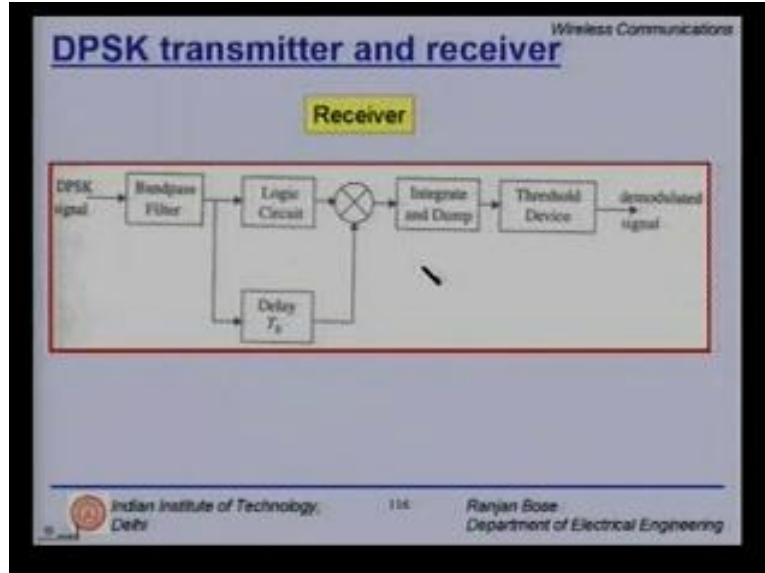 Wireless Communications
DPSK transmitter and receiver
Receiver
DPSK
signal
Bandpass
Filter
Logic
Circuit
Integrate
and Dump
Threshold
Device
demodulated
signal
Delay
T_b
Indian Institute of Technology,
Delhi
116
Ranjan Bose
Department of Electrical Engineering